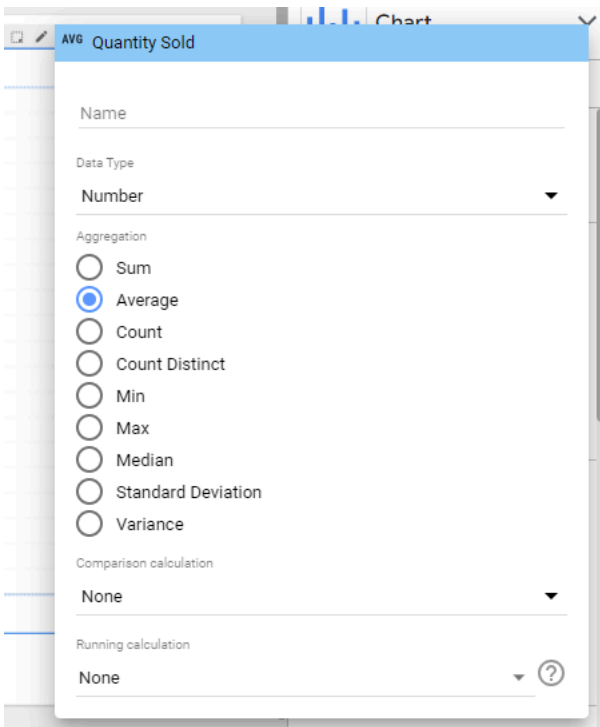 Chart
AVG Quantity Sold
Name
Data Type
Number
Aggregation
Sum
Average
Count
Count Distinct
Min
Max
Median
Standard Deviation
Variance
Comparison calculation
None
Running calculation
None
?